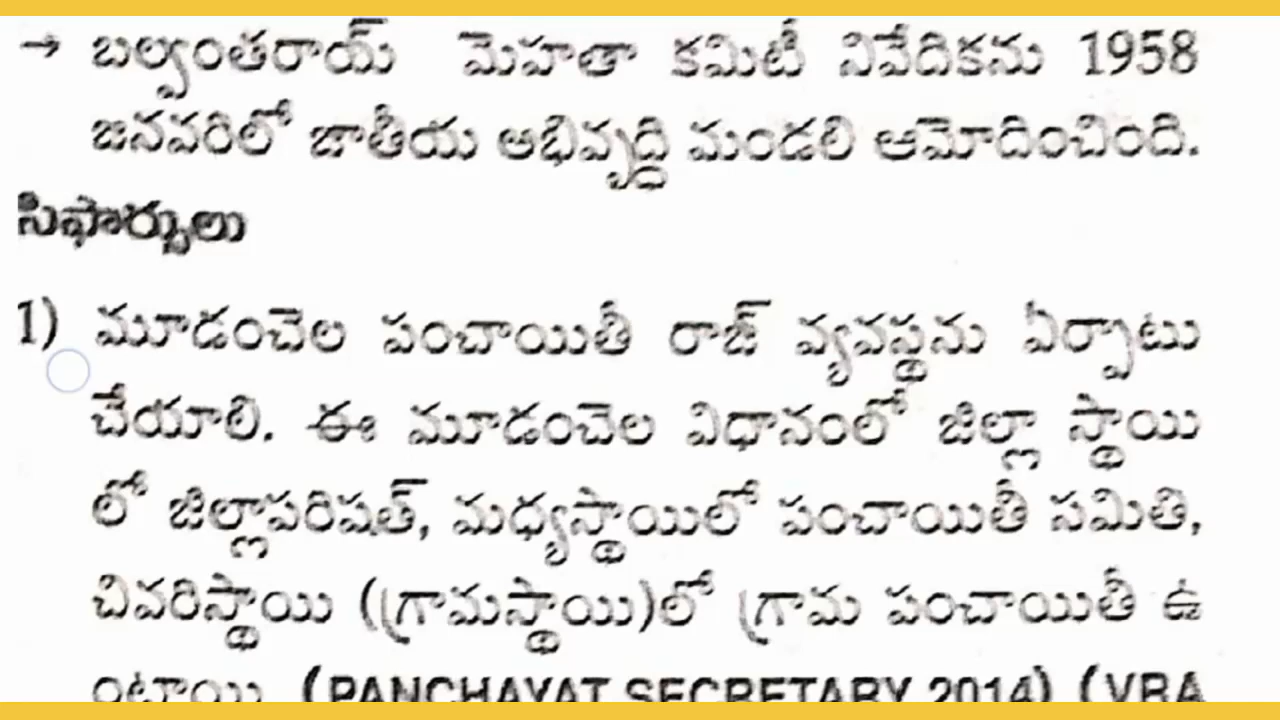 → బల్వంతరాయ్ మెహతా కమిటీ నివేదికను 1958
జనవరిలో జాతీయ అభివృద్ధి మండలి ఆమోదించింది.
సిఫార్సులు
1) మూడంచెల పంచాయితీ రాజ్ వ్యవస్థను ఏర్పాటు
చేయాలి. ఈ మూడంచెల విధానంలో జిల్లా స్థాయి
లో జిల్లాపరిషత్, మధ్యస్థాయిలో పంచాయితీ సమితి,
చివరిస్థాయి (గ్రామస్థాయి)లో గ్రామ పంచాయితీ ఉ
ంటాయి. (PANCHAYAT SECRETARY 2014) (VRA